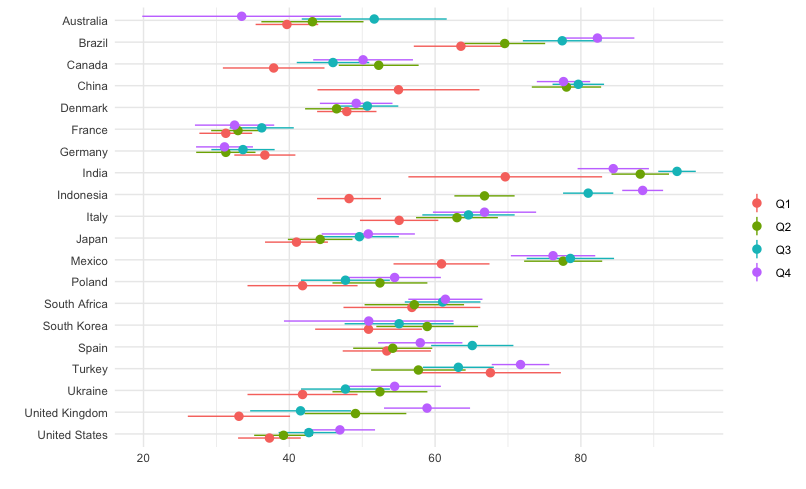 Australia
Brazil
Canada
China
Denmark
France
Germany
India
Indonesia
Italy
Japan
Mexico
Poland
South Africa
South Korea
Spain
Turkey
Ukraine
United Kingdom
United States
20 40 60 80
Q1
Q2
Q3
Q4